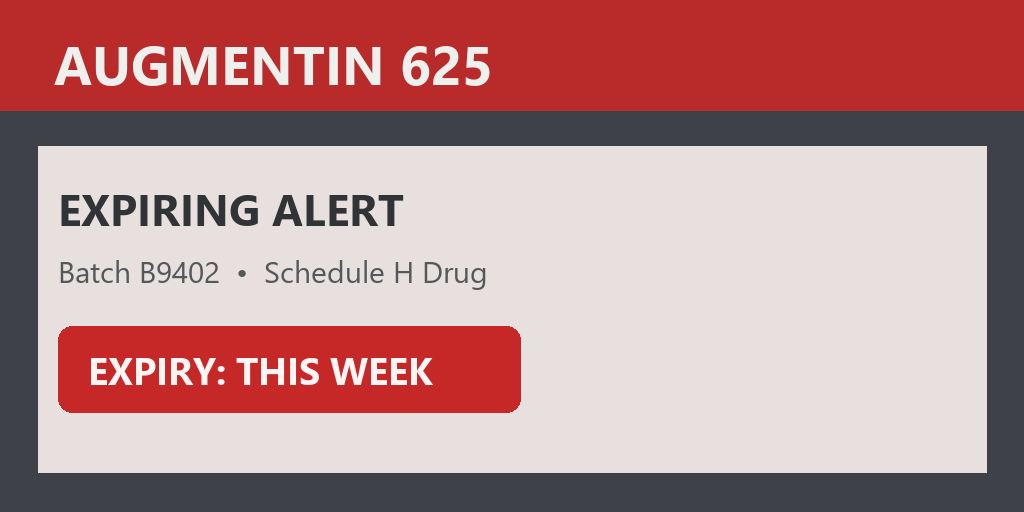 AUGMENTIN 625
EXPIRING ALERT
Batch B9402 • Schedule H Drug
EXPIRY: THIS WEEK